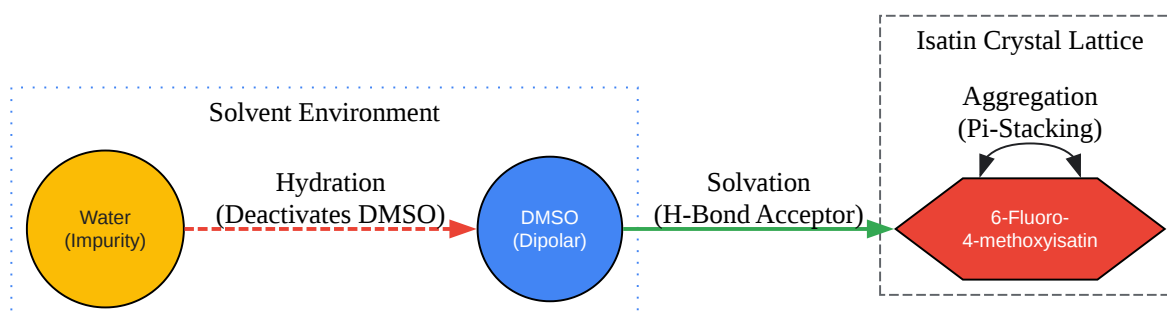 Isatin Crystal Lattice
Aggregation
(Pi-Stacking)
Solvent Environment
Hydration
(Deactivates DMSO)
Solvation
(H-Bond Acceptor)
Water
(Impurity)
DMSO
(Dipolar)
6-Fluoro-
4-methoxyisatin